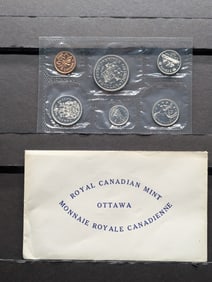 ROYAL CANADIAN MINT
OTTAWA
MONNAIE ROYALE CANADIENNE